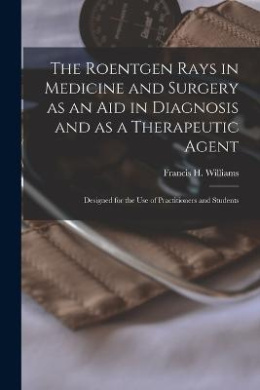 The Roentgen Rays in
Medicine and Surgery
as an Aid in Diagnosis
and as a Therapeutic
Agent
Francis H. Williams
Designed for the Use of Practitioners and Students